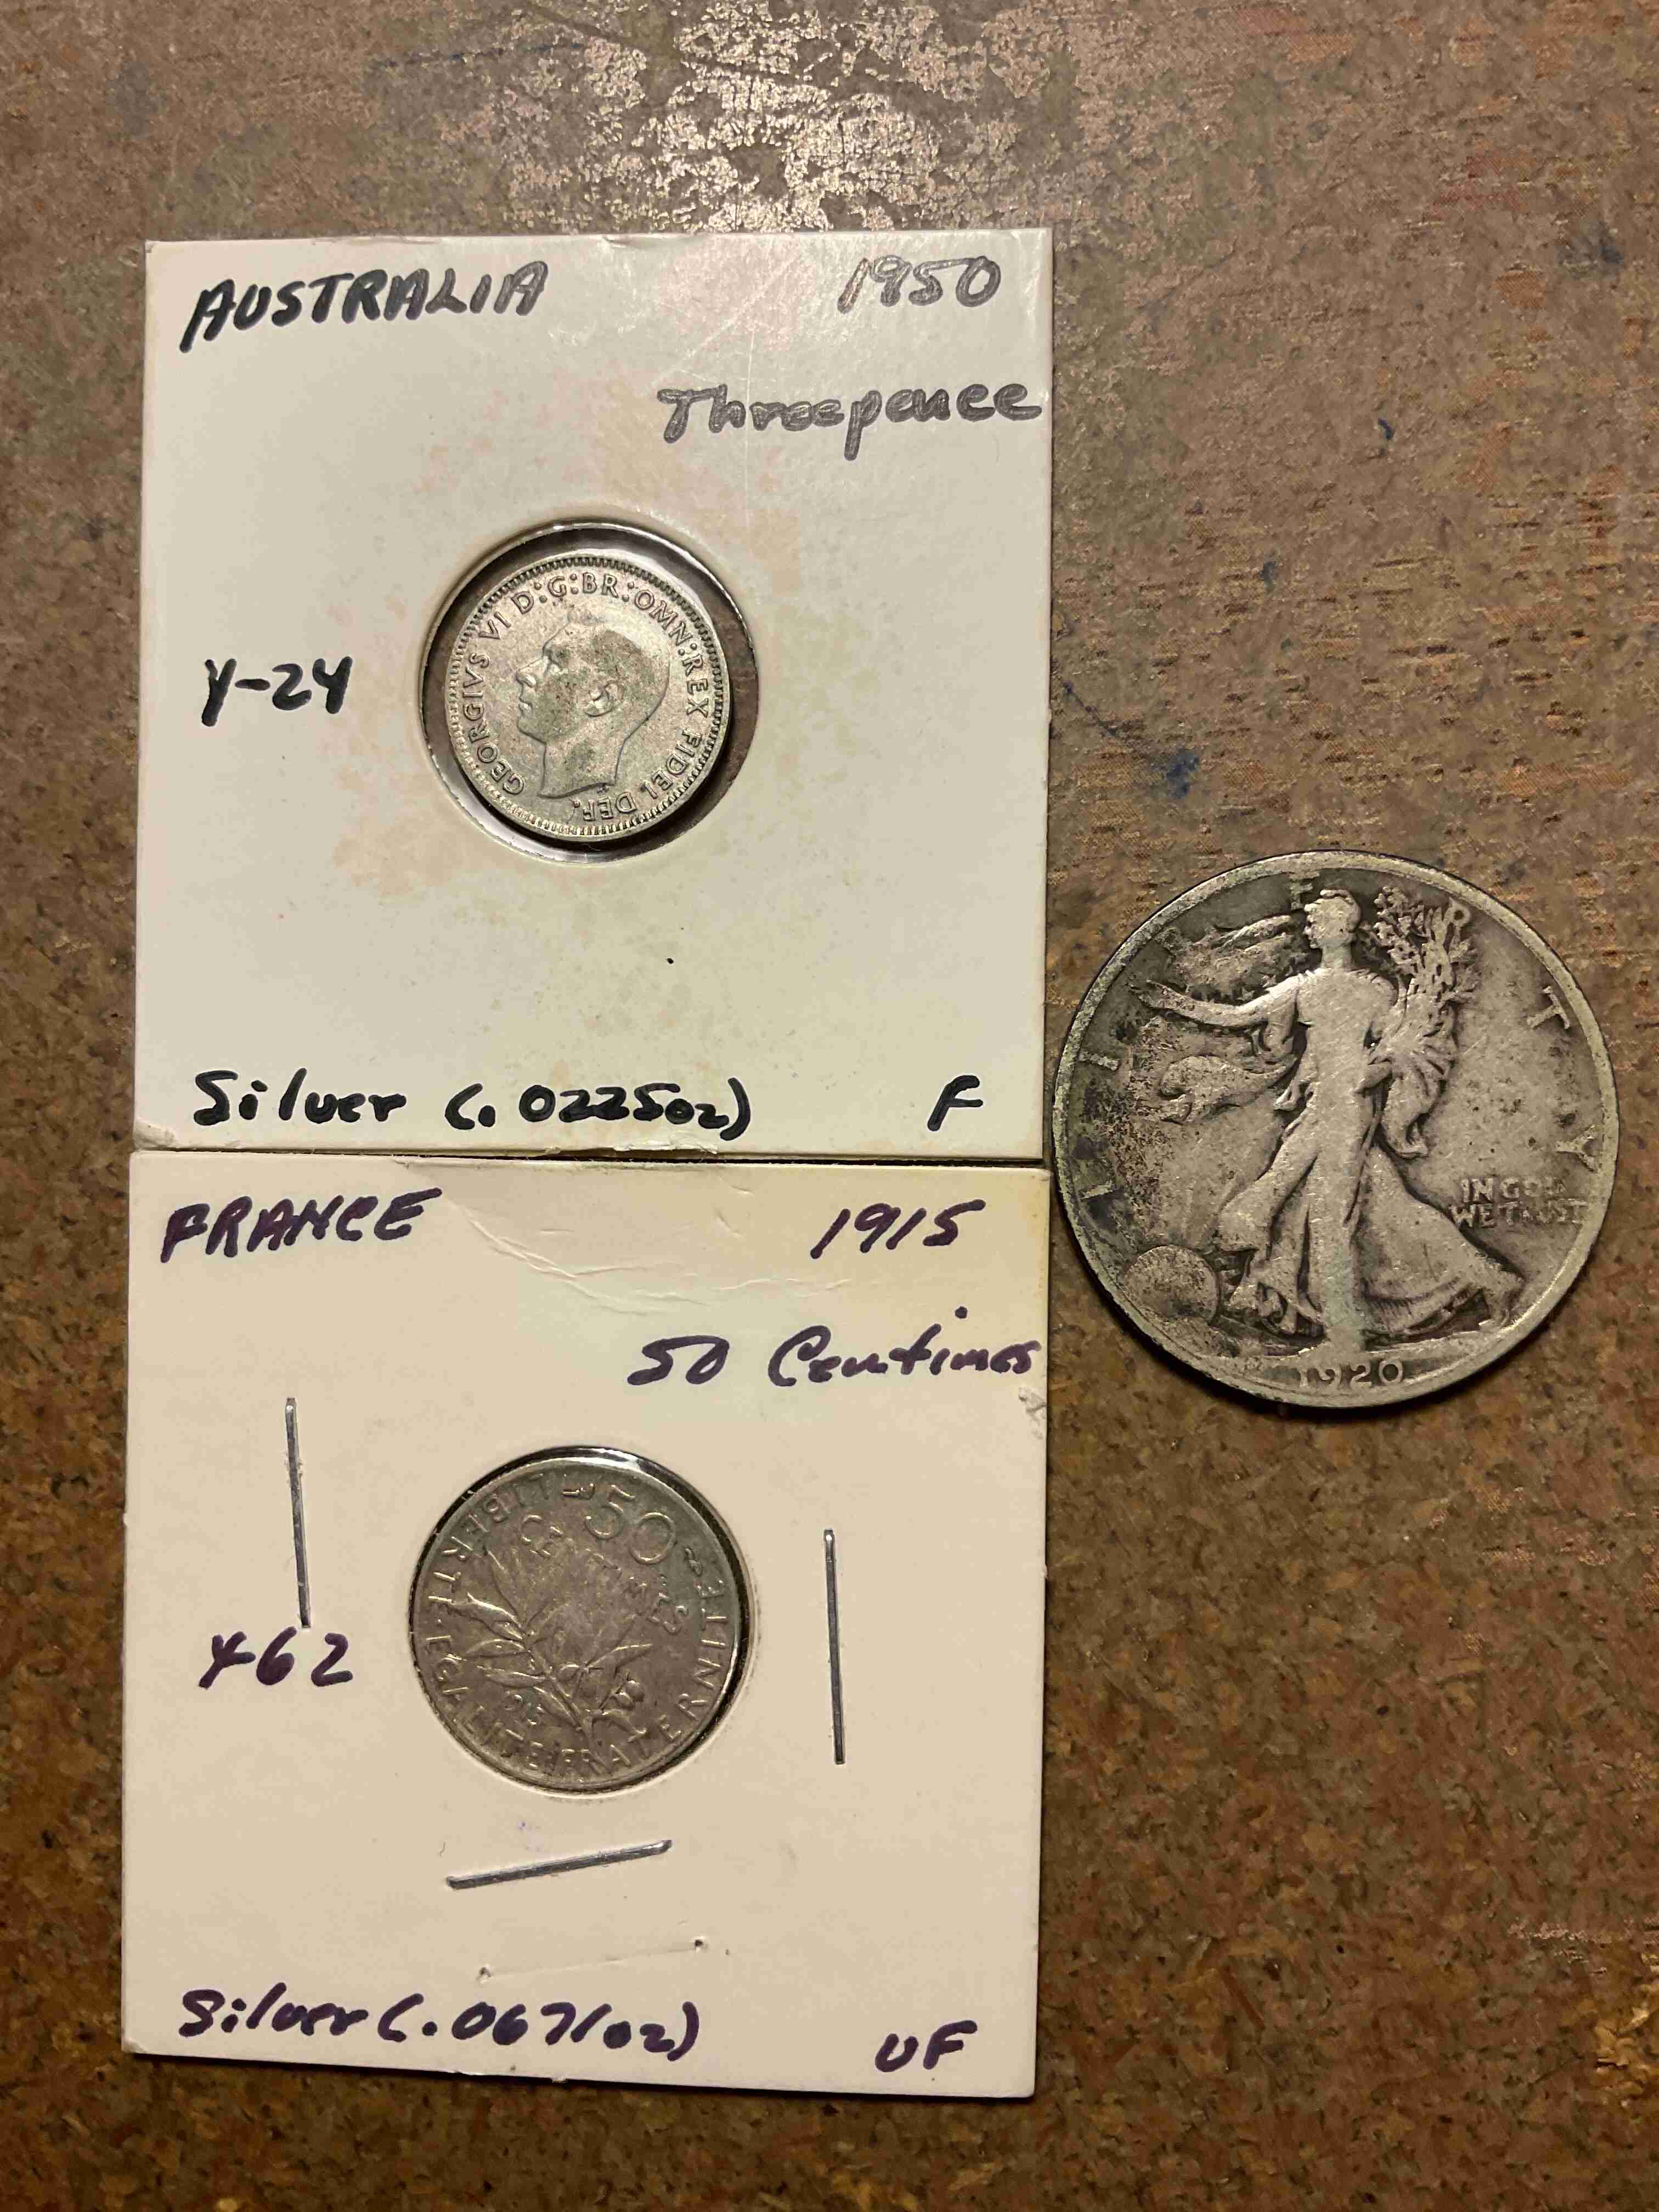 AUSTRALIA 1950
Threepence
GEORGIVS VI D:G:BR:OMN:REX FIDEI DEF.
Y-24
Silver (.0225oz) F
FRANCE 1915
50 Centimes
LIBERTE·EGALITE·FRATERNITE
50
CENTIMES
1915
Y62
Silver (.0671oz) VF
LIBERTY
IN GOD
WE TRUST
1920